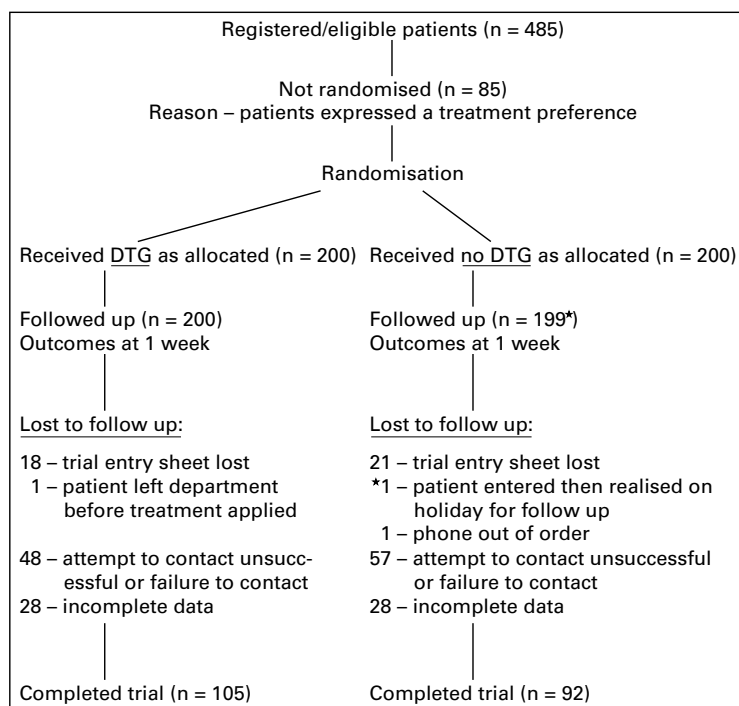 Registered/eligible patients (n = 485)
Not randomised (n = 85)
Reason – patients expressed a treatment preference
Randomisation
Received DTG as allocated (n = 200)
Followed up (n = 200)
Outcomes at 1 week
Lost to follow up:
18 – trial entry sheet lost
1 – patient left department
before treatment applied
48 – attempt to contact unsucc-
essful or failure to contact
28 – incomplete data
Completed trial (n = 105)
Received no DTG as allocated (n = 200)
Followed up (n = 199★)
Outcomes at 1 week
Lost to follow up:
21 – trial entry sheet lost
★1 – patient entered then realised on
holiday for follow up
1 – phone out of order
57 – attempt to contact unsuccessful
or failure to contact
28 – incomplete data
Completed trial (n = 92)